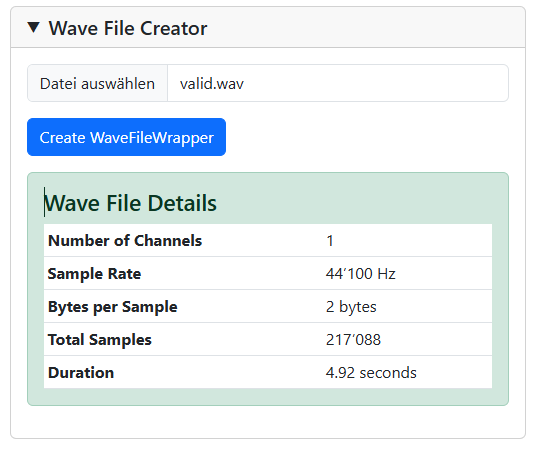 ▼ Wave File Creator
Datei auswählen valid.wav
Create WaveFileWrapper
Wave File Details
Number of Channels 1
Sample Rate 44’100 Hz
Bytes per Sample 2 bytes
Total Samples 217’088
Duration 4.92 seconds